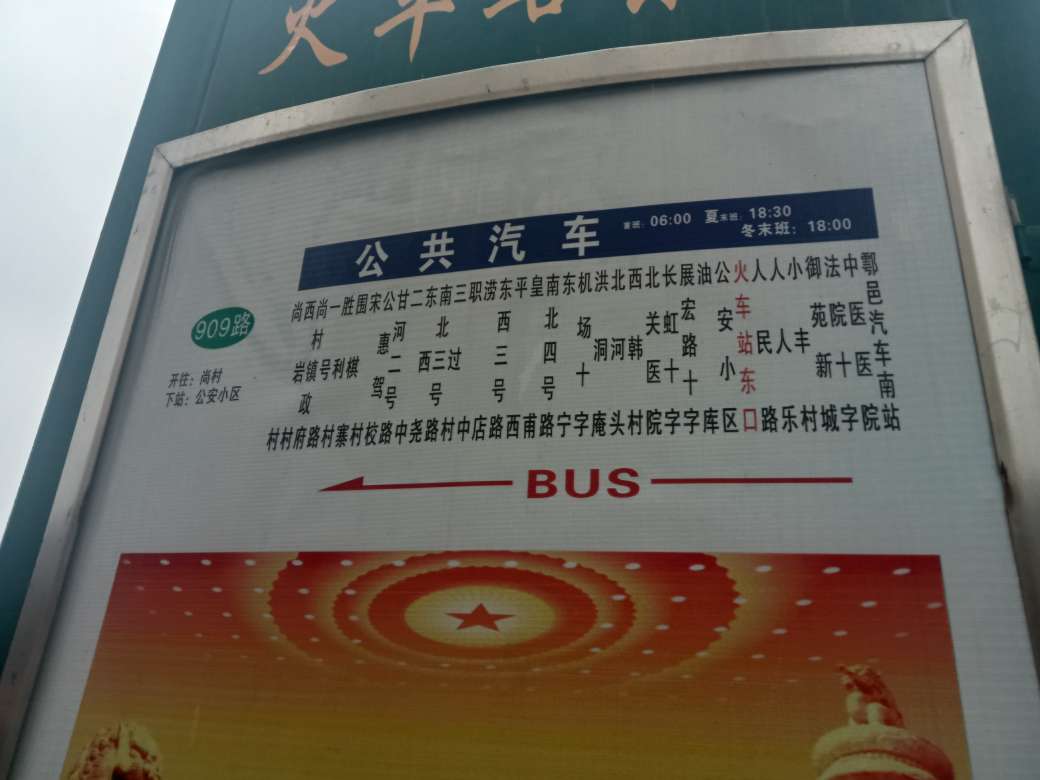 火车站
公共汽车 首班：06:00 夏末班：18:30
冬末班：18:00
909路
开往：尚村
下站：公安小区
尚村
西岩村
尚村镇政府
一号路
胜利村
围棋寨
宋村
公惠驾校
甘河二号路
二中
东西尧
南北三号路
三过村
职中
涝店
东西三号路
平西
皇甫
南北四号路
东宁
机场十字
洪洞庵
北河头
西韩村
北关医院
长虹十字
展宏路十字
油库
公安小区
火车站东口
人民路
人人乐
小丰村
御苑新城
法院十字
中医医院
鄠邑汽车南站
BUS